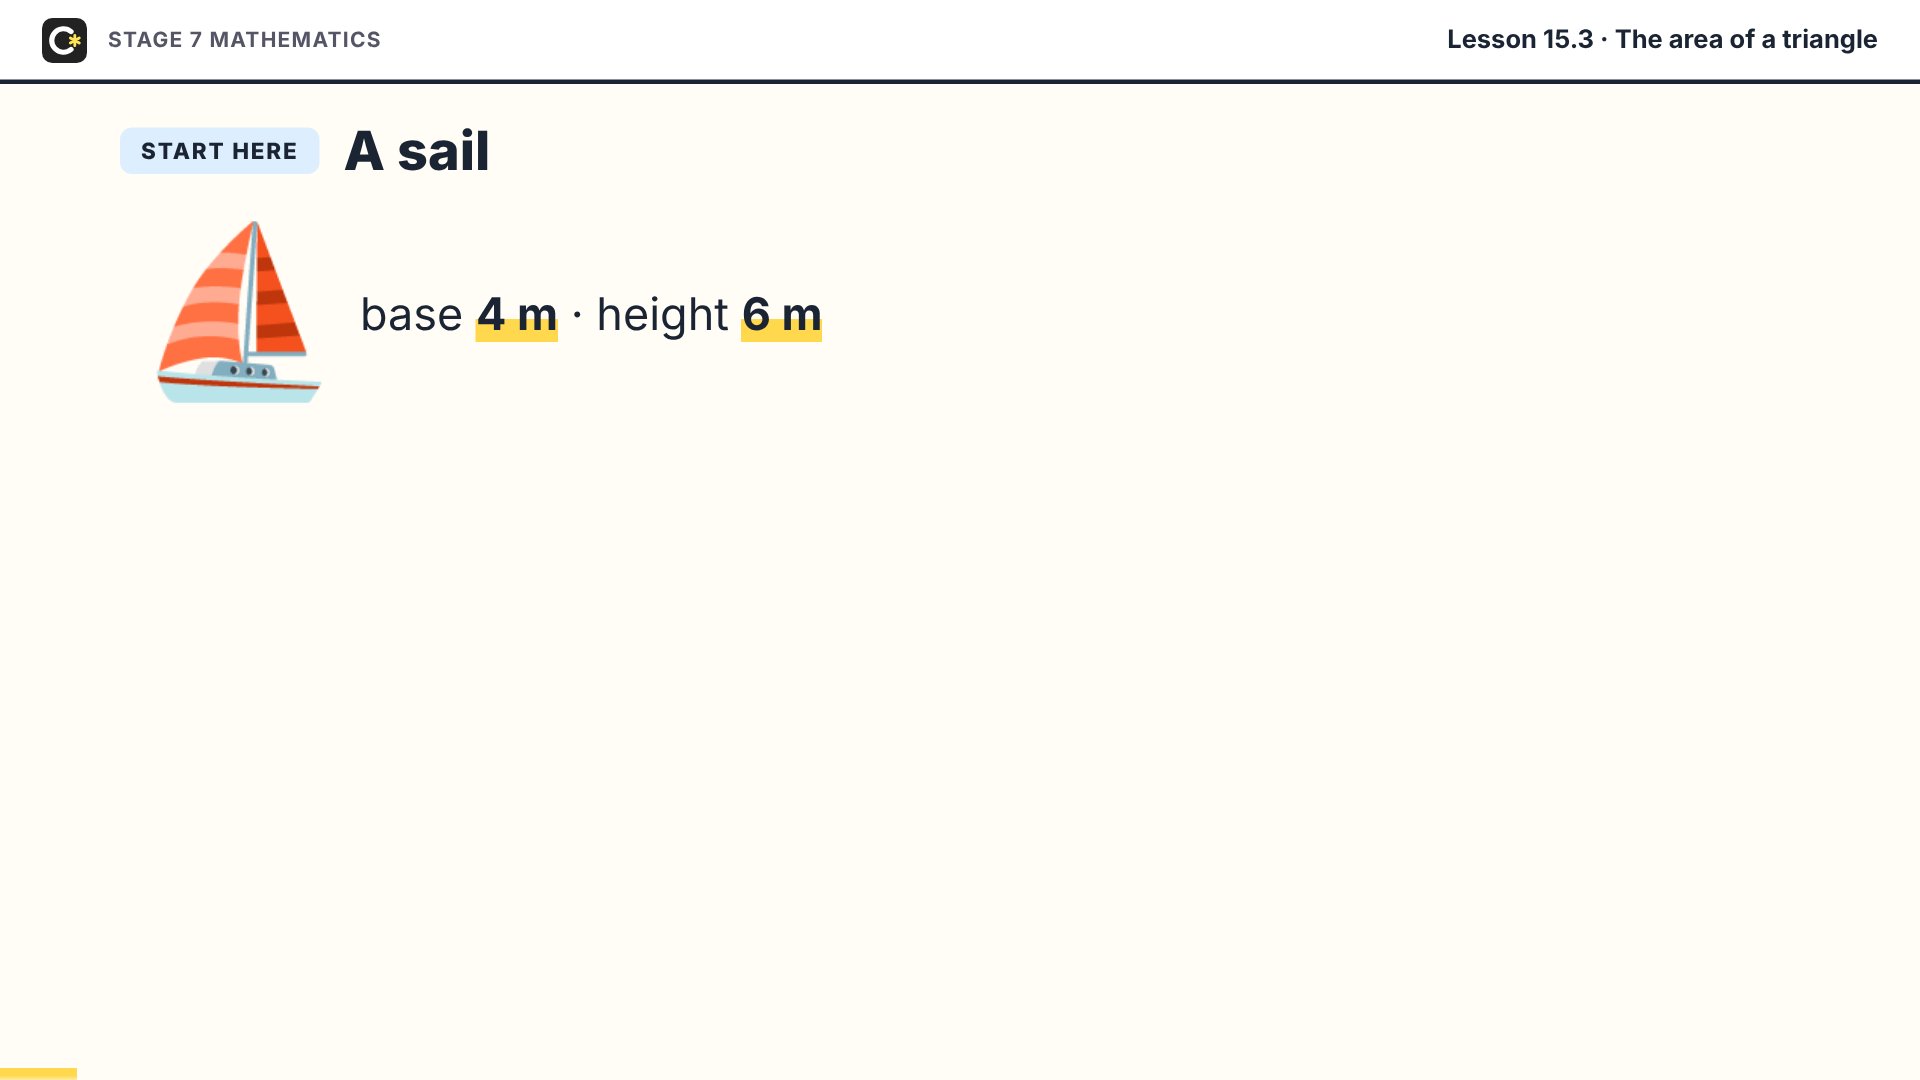 STAGE 7 MATHEMATICS
Lesson 15.3 · The area of a triangle
START HERE
A sail
base 4 m · height 6 m